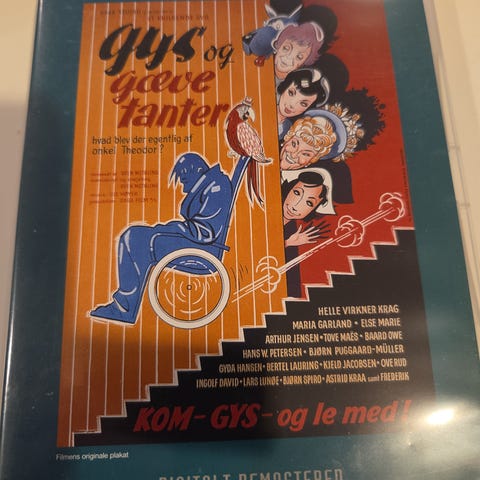 gys og
gæve
tanter
hvad blev der egentlig af
onkel Theodor?
HELLE VIRKNER KRAG
MARIA GARLAND • ELSE MARIE
ARTHUR JENSEN • TOVE MAËS • BAARD OWE
HANS W. PETERSEN • BJØRN PUGGAARD-MÜLLER
GYDA HANSEN • BERTEL LAURING • KJELD JACOBSEN • OVE RUD
INGOLF DAVID • LARS LUNØE • BJØRN SPIRO • ASTRID KRAA samt FREDERIK
KOM - GYS - og le med!
Filmens originale plakat
DIGITALT REMASTERED